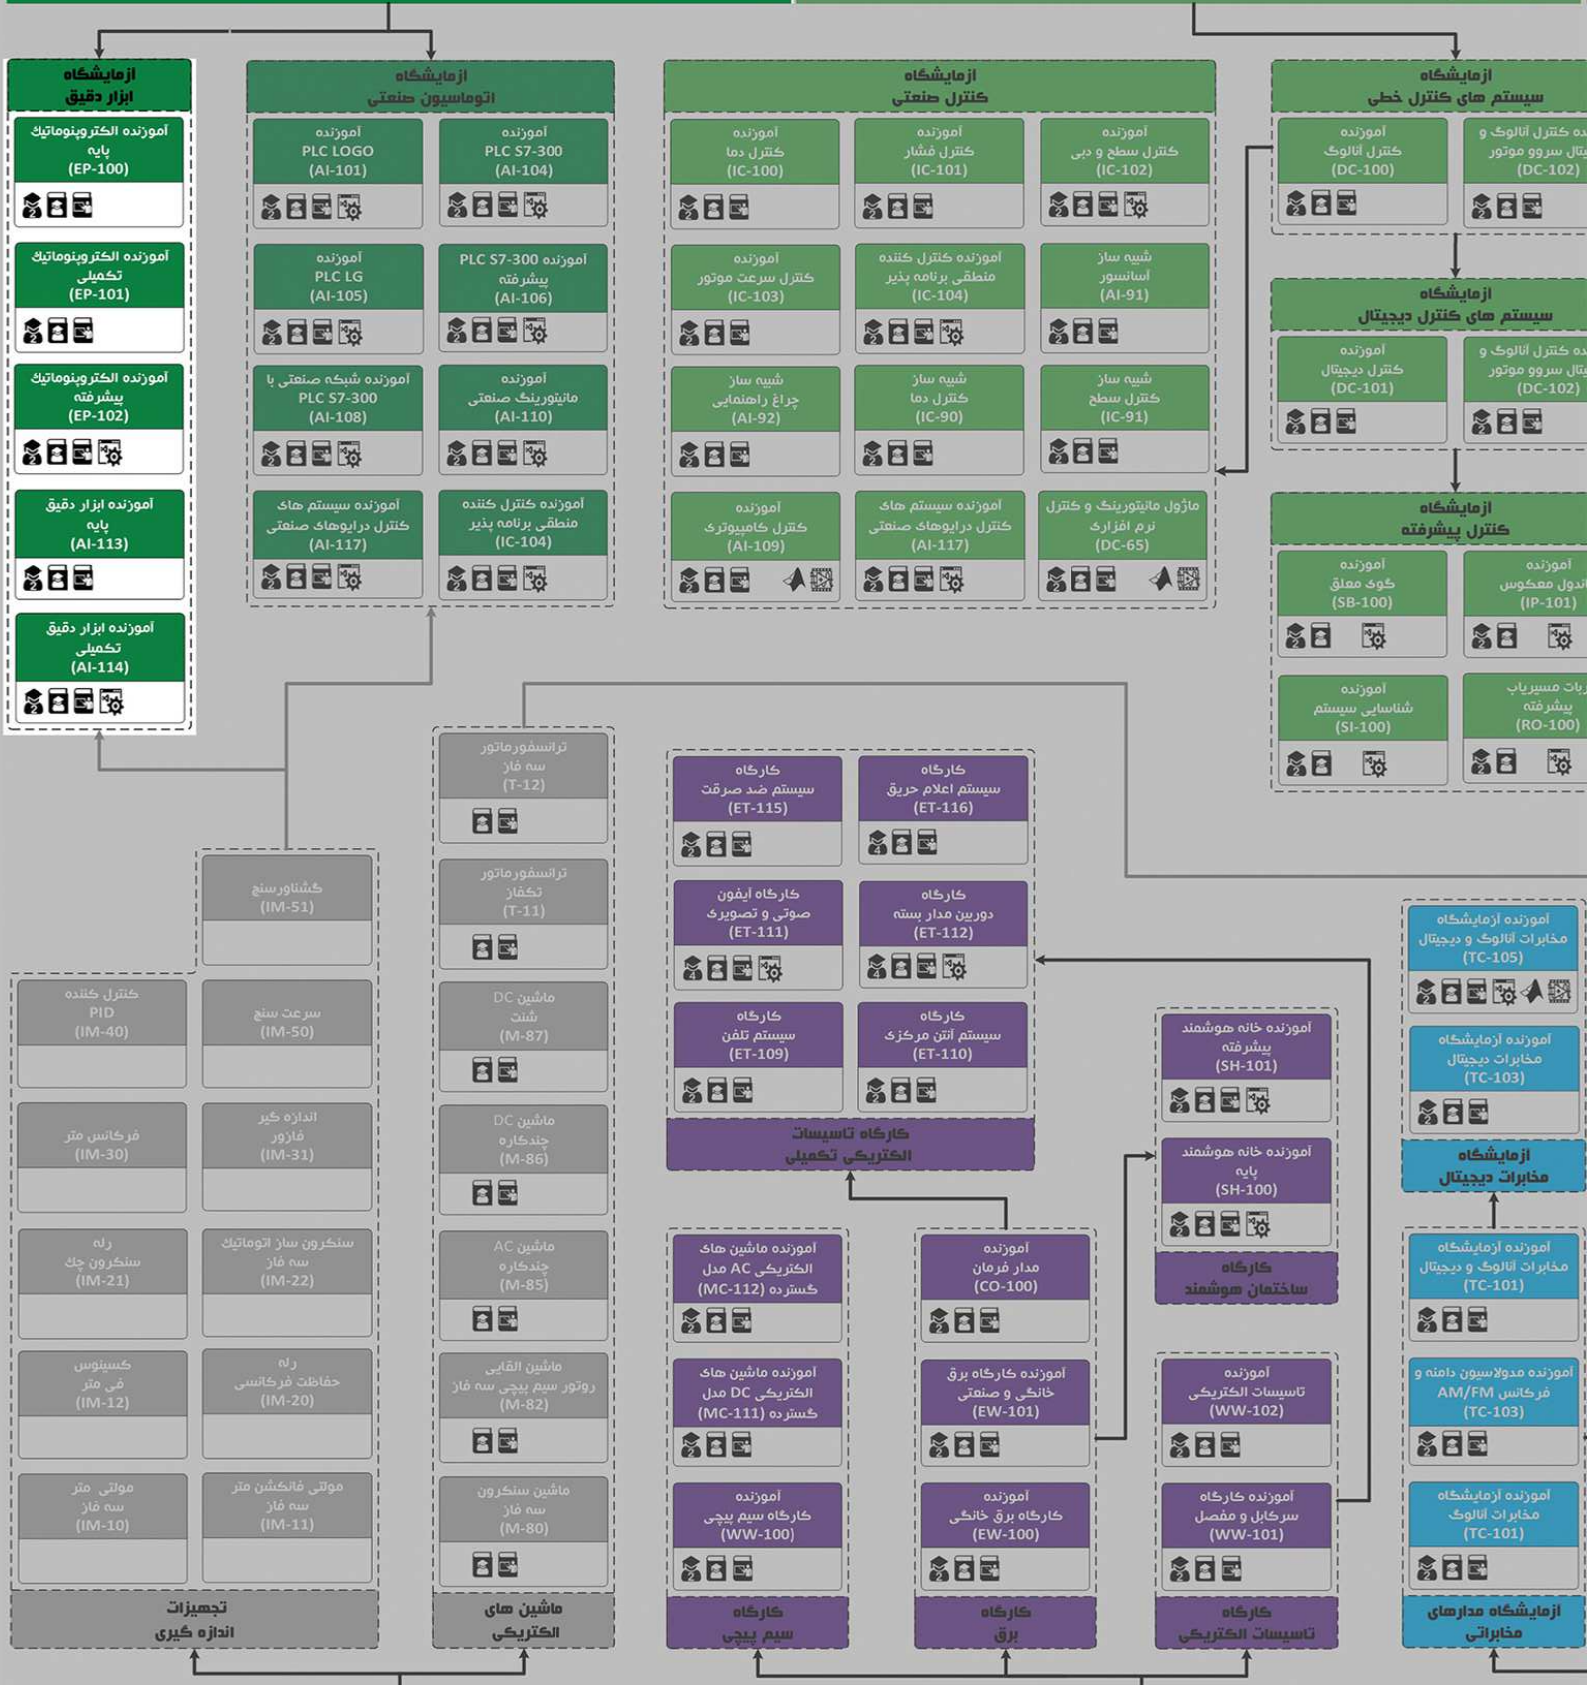 آزمایشگاه
ابزار دقیق
آموزنده الکتروپنوماتیک
پایه
(EP-100)
آموزنده الکتروپنوماتیک
تکمیلی
(EP-101)
آموزنده الکتروپنوماتیک
پیشرفته
(EP-102)
آموزنده ابزار دقیق
پایه
(AI-113)
آموزنده ابزار دقیق
تکمیلی
(AI-114)
آزمایشگاه
اتوماسیون صنعتی
آموزنده
PLC LOGO
(AI-101)
آموزنده
PLC S7-300
(AI-104)
آموزنده
PLC LG
(AI-105)
آموزنده PLC S7-300
پیشرفته
(AI-106)
آموزنده شبکه صنعتی با
PLC S7-300
(AI-108)
آموزنده
مانیتورینگ صنعتی
(AI-110)
آموزنده سیستم های
کنترل درایوهای صنعتی
(AI-117)
آموزنده کنترل کننده
منطقی برنامه پذیر
(IC-104)
آزمایشگاه
کنترل صنعتی
آموزنده
کنترل دما
(IC-100)
آموزنده
کنترل فشار
(IC-101)
آموزنده
کنترل سطح و دبی
(IC-102)
آموزنده
کنترل سرعت موتور
(IC-103)
آموزنده کنترل کننده
منطقی برنامه پذیر
(IC-104)
شبیه ساز
آسانسور
(AI-91)
شبیه ساز
چراغ راهنمایی
(AI-92)
شبیه ساز
کنترل دما
(IC-90)
شبیه ساز
کنترل سطح
(IC-91)
آموزنده
کنترل کامپیوتری
(AI-109)
آموزنده سیستم های
کنترل درایوهای صنعتی
(AI-117)
ماژول مانیتورینگ و کنترل
نرم افزاری
(DC-65)
آزمایشگاه
سیستم های کنترل خطی
آموزنده
کنترل آنالوگ
(DC-100)
کنترل آنالوگ و
سروو موتور
(DC-102)
آزمایشگاه
سیستم های کنترل دیجیتال
آموزنده
کنترل دیجیتال
(DC-101)
کنترل آنالوگ و
سروو موتور
(DC-102)
آزمایشگاه
کنترل پیشرفته
آموزنده
گوی معلق
(SB-100)
آموزنده
معکوس
(IP-101)
آموزنده
شناسایی سیستم
(SI-100)
مسیریاب
پیشرفته
(RO-100)
گشتاورسنج
(IM-51)
کنترل کننده
PID
(IM-40)
سرعت سنج
(IM-50)
فرکانس متر
(IM-30)
اندازه گیر
فازور
(IM-31)
رله
سنکرون چک
(IM-21)
سنکرون ساز اتوماتیک
سه فاز
(IM-22)
کسینوس
فی متر
(IM-12)
رله
حفاظت فرکانسی
(IM-20)
مولتی متر
سه فاز
(IM-10)
مولتی فانکشن متر
سه فاز
(IM-11)
تجهیزات
اندازه گیری
ترانسفورماتور
سه فاز
(T-12)
ترانسفورماتور
تکفاز
(T-11)
ماشین DC
شنت
(M-87)
ماشین DC
چندکاره
(M-86)
ماشین AC
چندکاره
(M-85)
ماشین القایی
روتور سیم پیچی سه فاز
(M-82)
ماشین سنکرون
سه فاز
(M-80)
ماشین های
الکتریکی
کارگاه
سیستم ضد صرقت
(ET-115)
کارگاه
سیستم اعلام حریق
(ET-116)
کارگاه آیفون
صوتی و تصویری
(ET-111)
کارگاه
دوربین مدار بسته
(ET-112)
کارگاه
سیستم تلفن
(ET-109)
کارگاه
سیستم آنتن مرکزی
(ET-110)
کارگاه تاسیسات
الکتریکی تکمیلی
آموزنده ماشین های
الکتریکی AC مدل
گسترده (MC-112)
آموزنده ماشین های
الکتریکی DC مدل
گسترده (MC-111)
آموزنده
کارگاه سیم پیچی
(WW-100)
کارگاه
سیم پیچی
آموزنده
مدار فرمان
(CO-100)
آموزنده کارگاه برق
خانگی و صنعتی
(EW-101)
آموزنده
کارگاه برق خانگی
(EW-100)
کارگاه
برق
آموزنده خانه هوشمند
پیشرفته
(SH-101)
آموزنده خانه هوشمند
پایه
(SH-100)
کارگاه
ساختمان هوشمند
آموزنده
تاسیسات الکتریکی
(WW-102)
آموزنده کارگاه
سرکابل و مفصل
(WW-101)
کارگاه
تاسیسات الکتریکی
آموزنده آزمایشگاه
مخابرات آنالوگ و دیجیتال
(TC-105)
آموزنده آزمایشگاه
مخابرات دیجیتال
(TC-103)
آزمایشگاه
مخابرات دیجیتال
آموزنده آزمایشگاه
مخابرات آنالوگ و دیجیتال
(TC-101)
آموزنده مدولاسیون دامنه و
فرکانس AM/FM
(TC-103)
آموزنده آزمایشگاه
مخابرات آنالوگ
(TC-101)
آزمایشگاه مدارهای
مخابراتی